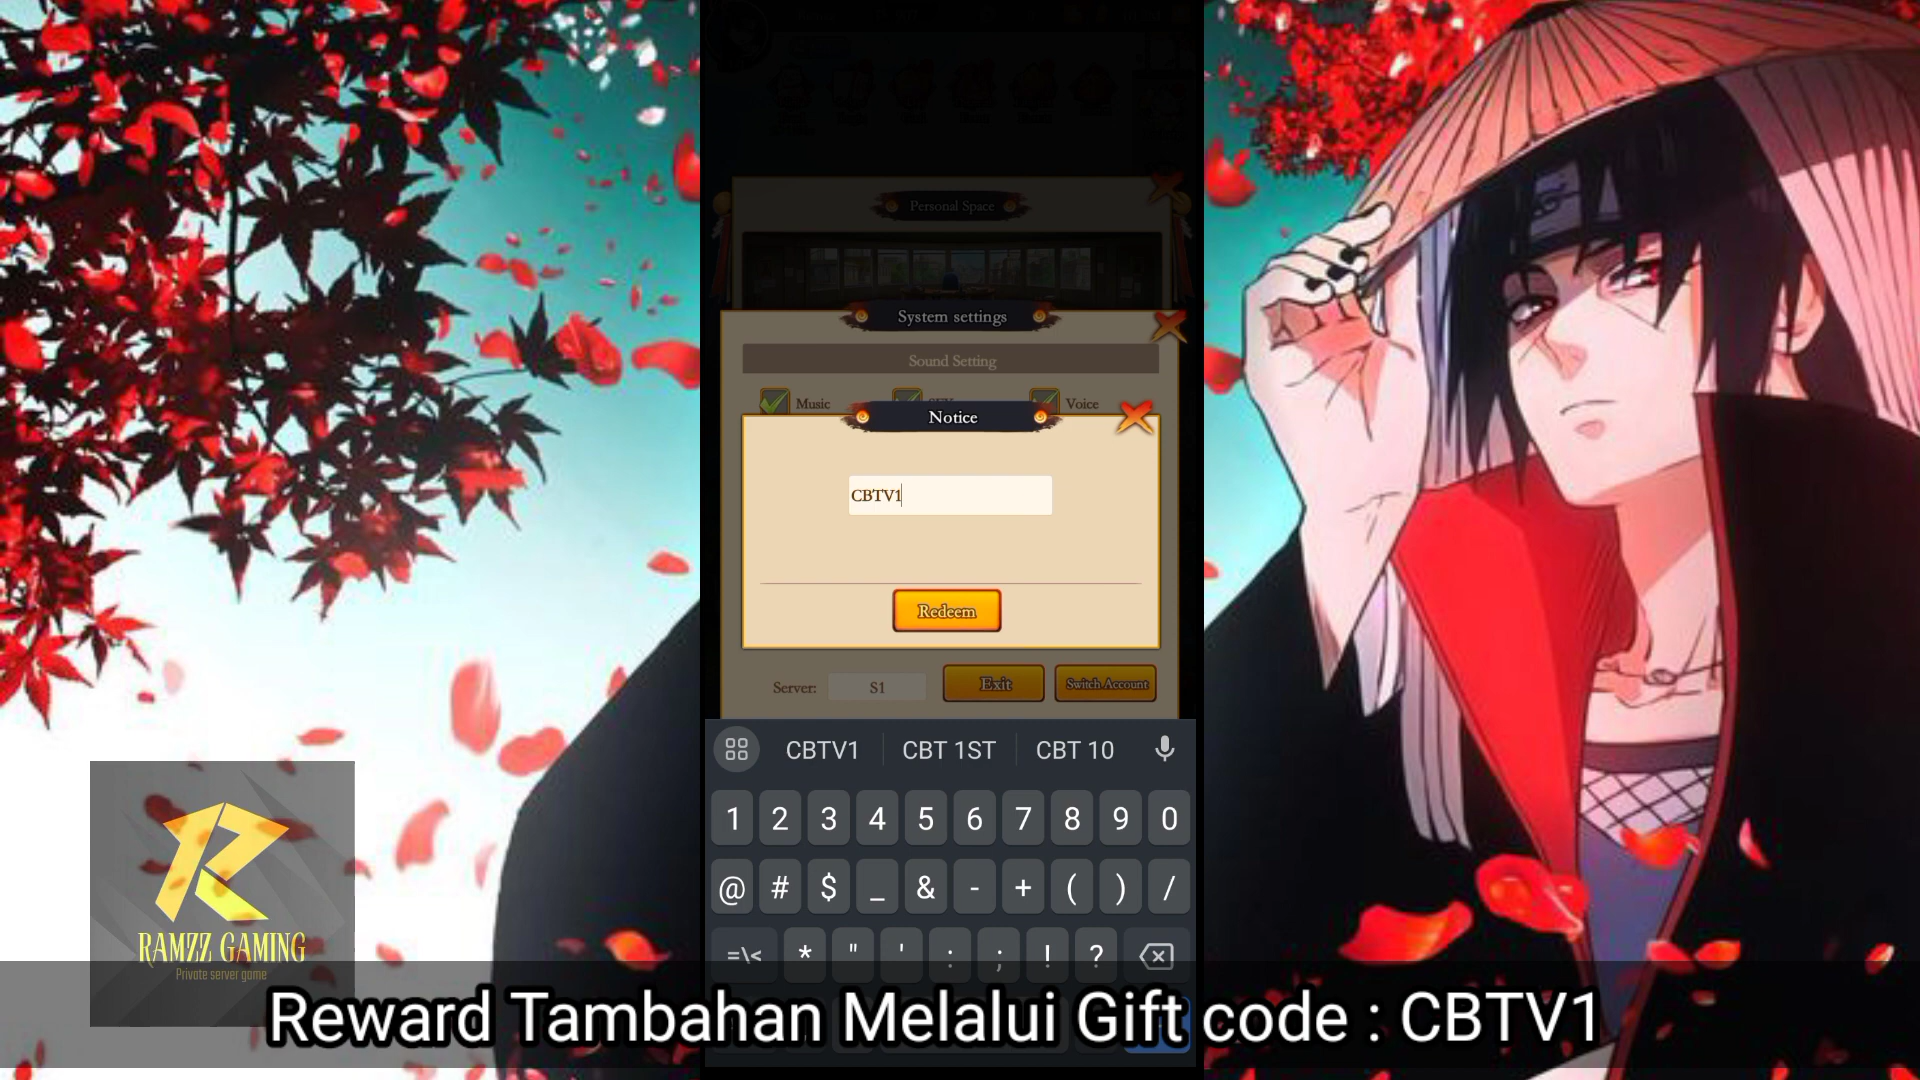 Personal Space
System settings
Sound Setting
Music
Voice
Notice
CBTV1
Redeem
Server:
S1
Exit
Switch Account
CBTV1
CBT 1ST
CBT 10
1 2 3 4 5 6 7 8 9 0
@ # $ _ & - + ( ) /
=\< * " ' : ; ! ?
RAMZZ GAMING
Private server game
Reward Tambahan Melalui Gift code : CBTV1